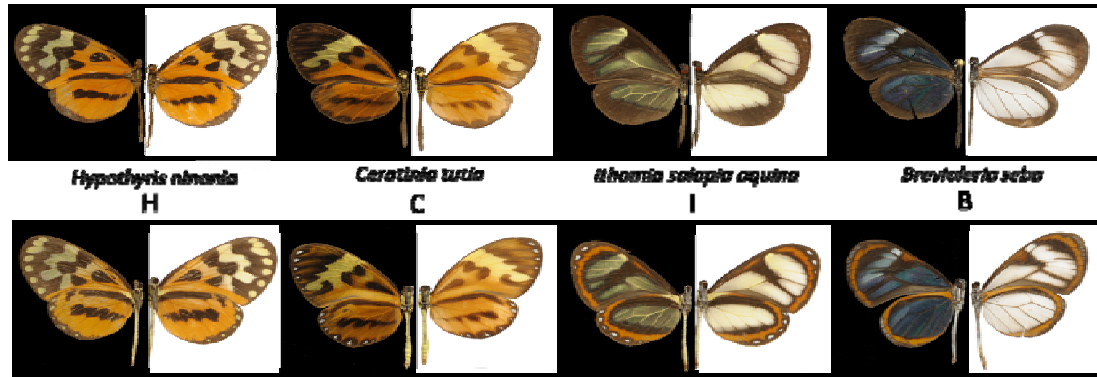 Hypothyris ninonia
Ceratinia tutia
Ithomia salapia aquina
Brevioleria seba
H
C
I
B